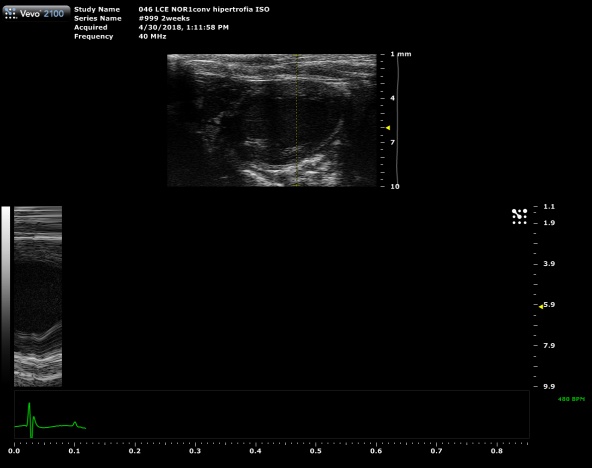 Vevo 2100
Study Name 046 LCE NOR1conv hipertrofia ISO
Series Name #999 2weeks
Acquired 4/30/2018, 1:11:58 PM
Frequency 40 MHz
1 mm
4
7
10
1.1
1.9
3.9
5.9
7.9
9.9
460 BPM
0.0 0.1 0.2 0.3 0.4 0.5 0.6 0.7 0.8